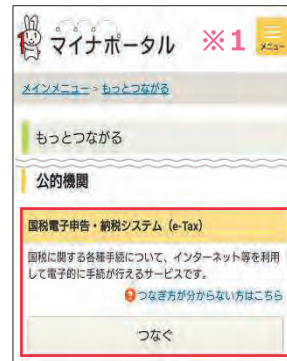 1
マイナポータル ※1
メニュー
メインメニュー > もっとつながる
もっとつながる
公的機関
国税電子申告・納税システム（e-Tax）
国税に関する各種手続について、インターネット等を利用
して電子的に手続が行えるサービスです。
?つなぎ方が分からない方はこちら
つなぐ